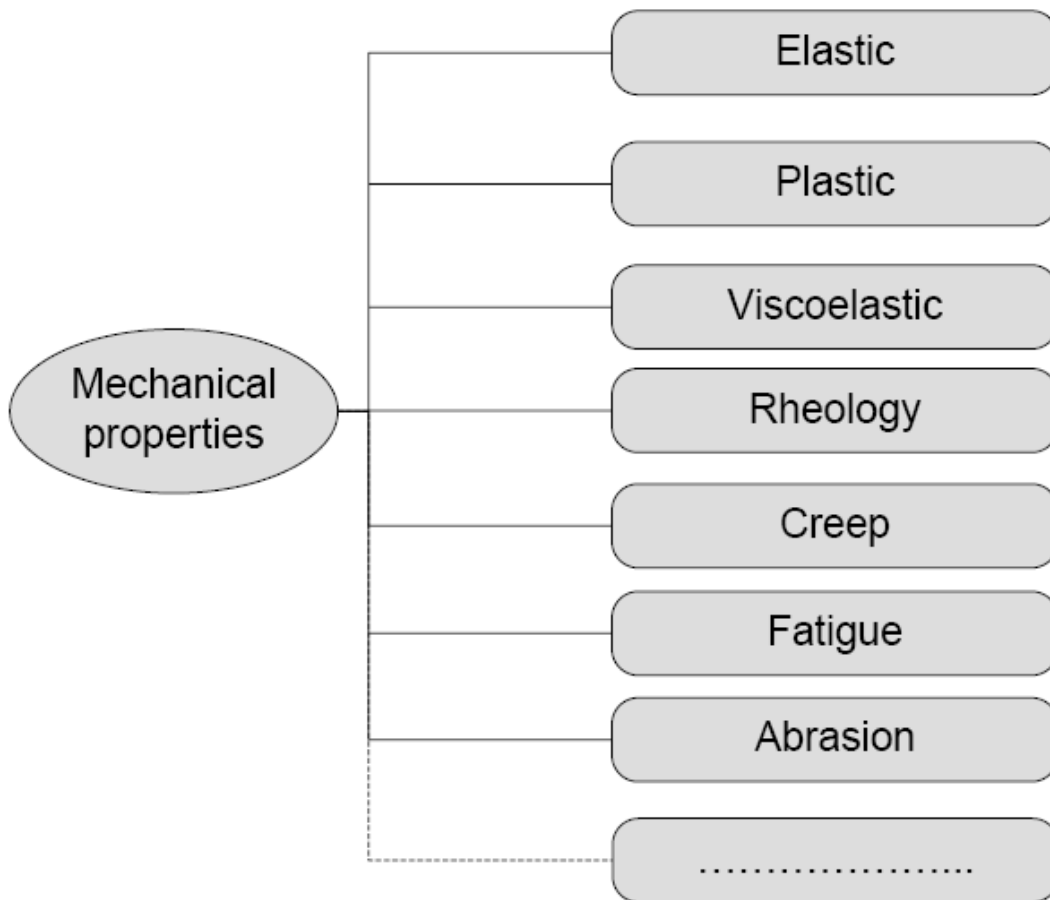 Elastic
Plastic
Viscoelastic
Mechanical
properties
Rheology
Creep
Fatigue
Abrasion
.....................